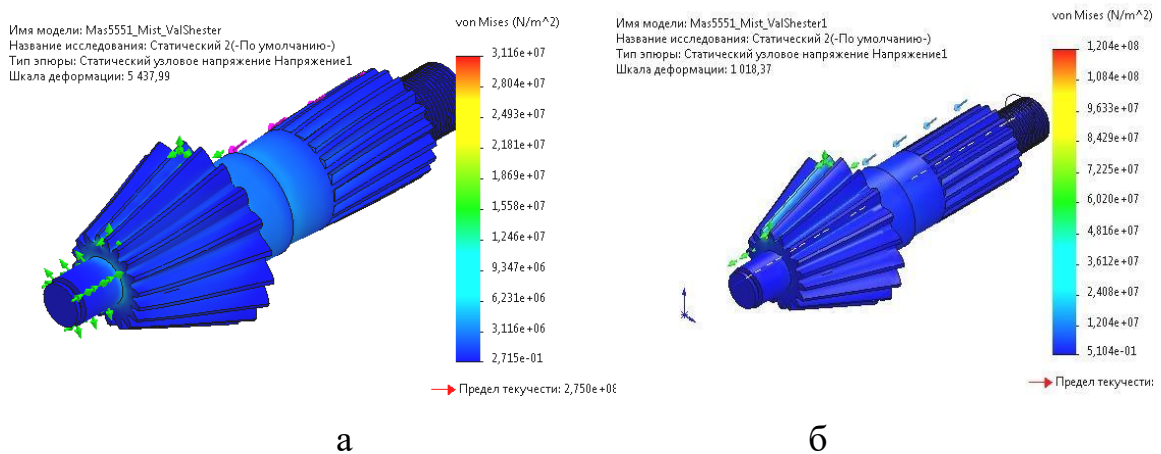 Имя модели: Mas5551_Mist_ValShester
Название исследования: Статический 2(-По умолчанию-)
Тип эпюры: Статический узловое напряжение Напряжение1
Шкала деформации: 5 437,99
von Mises (N/m^2)
3,116e+07
2,804e+07
2,493e+07
2,181e+07
1,869e+07
1,558e+07
1,246e+07
9,347e+06
6,231e+06
3,116e+06
2,715e-01
Предел текучести: 2,750e+08
а
Имя модели: Mas5551_Mist_ValShester1
Название исследования: Статический 2(-По умолчанию-)
Тип эпюры: Статический узловое напряжение Напряжение1
Шкала деформации: 1 018,37
von Mises (N/m^2)
1,204e+08
1,084e+08
9,633e+07
8,429e+07
7,225e+07
6,020e+07
4,816e+07
3,612e+07
2,408e+07
1,204e+07
5,104e-01
Предел текучести:
б